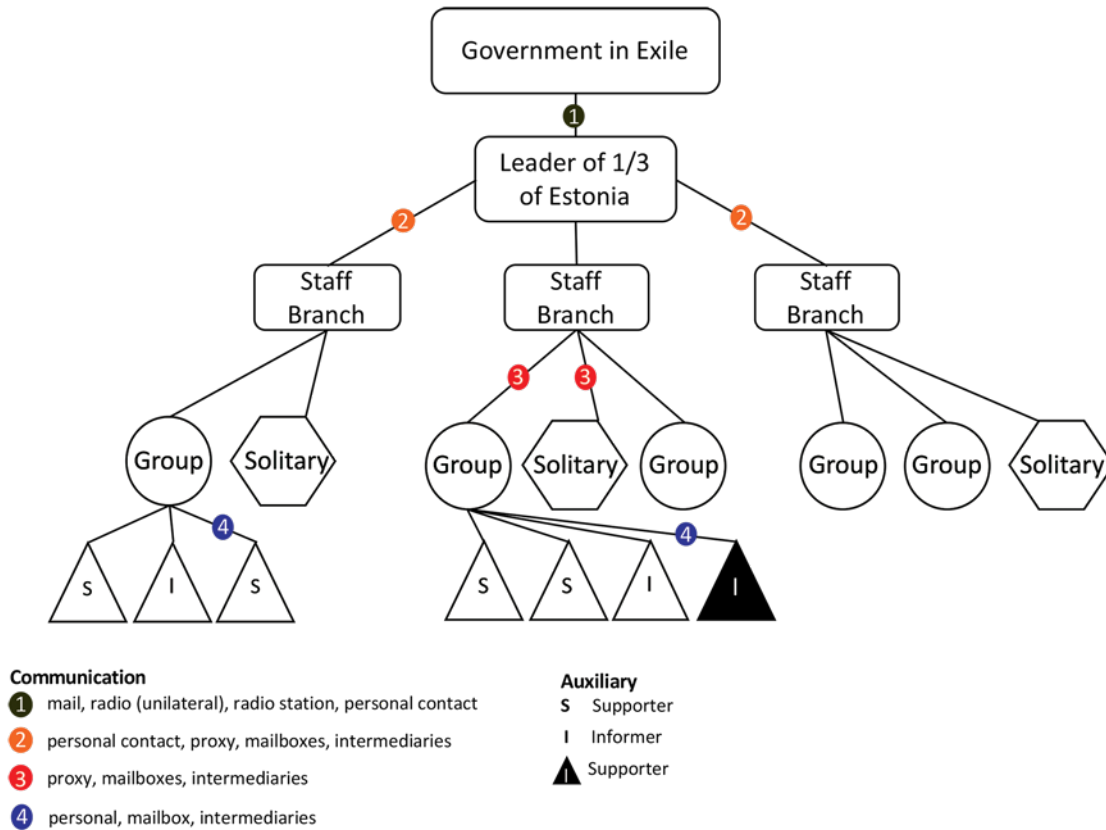 Government in Exile
1
Leader of 1/3
of Estonia
2
2
Staff
Branch
Staff
Branch
Staff
Branch
3
3
Group
Solitary
Group
Solitary
Group
Group
Group
Solitary
4
4
S
I
S
S
S
I
I
Communication
1 mail, radio (unilateral), radio station, personal contact
2 personal contact, proxy, mailboxes, intermediaries
3 proxy, mailboxes, intermediaries
4 personal, mailbox, intermediaries
Auxiliary
S Supporter
I Informer
I Supporter